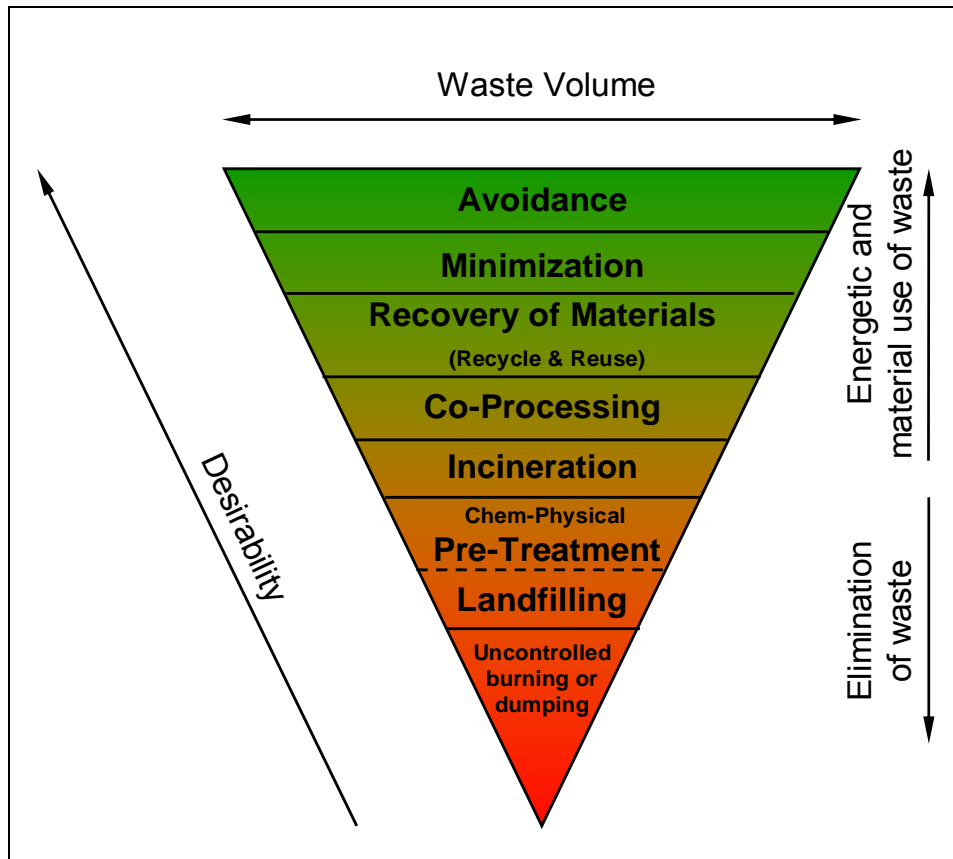 Waste Volume
Avoidance
Minimization
Recovery of Materials
(Recycle & Reuse)
Co-Processing
Incineration
Chem-Physical
Pre-Treatment
Landfilling
Uncontrolled
burning or
dumping
Desirability
Energetic and
material use of waste
Elimination
of waste